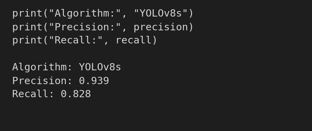 print("Algorithm:", "YOLOv8s")
print("Precision:", precision)
print("Recall:", recall)
Algorithm: YOLOv8s
Precision: 0.939
Recall: 0.828